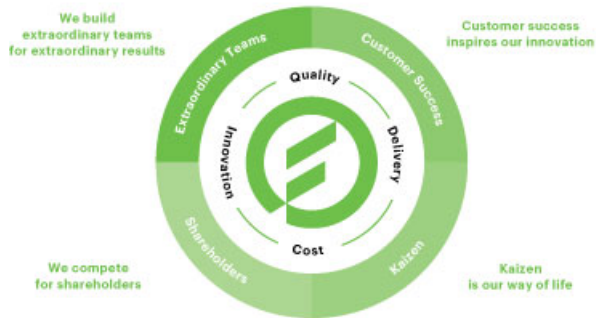 We build
extraordinary teams
for extraordinary results
Customer success
inspires our innovation
Extraordinary Teams
Customer Success
Quality
Innovation
Delivery
Cost
Shareholders
Kaizen
We compete
for shareholders
Kaizen
is our way of life